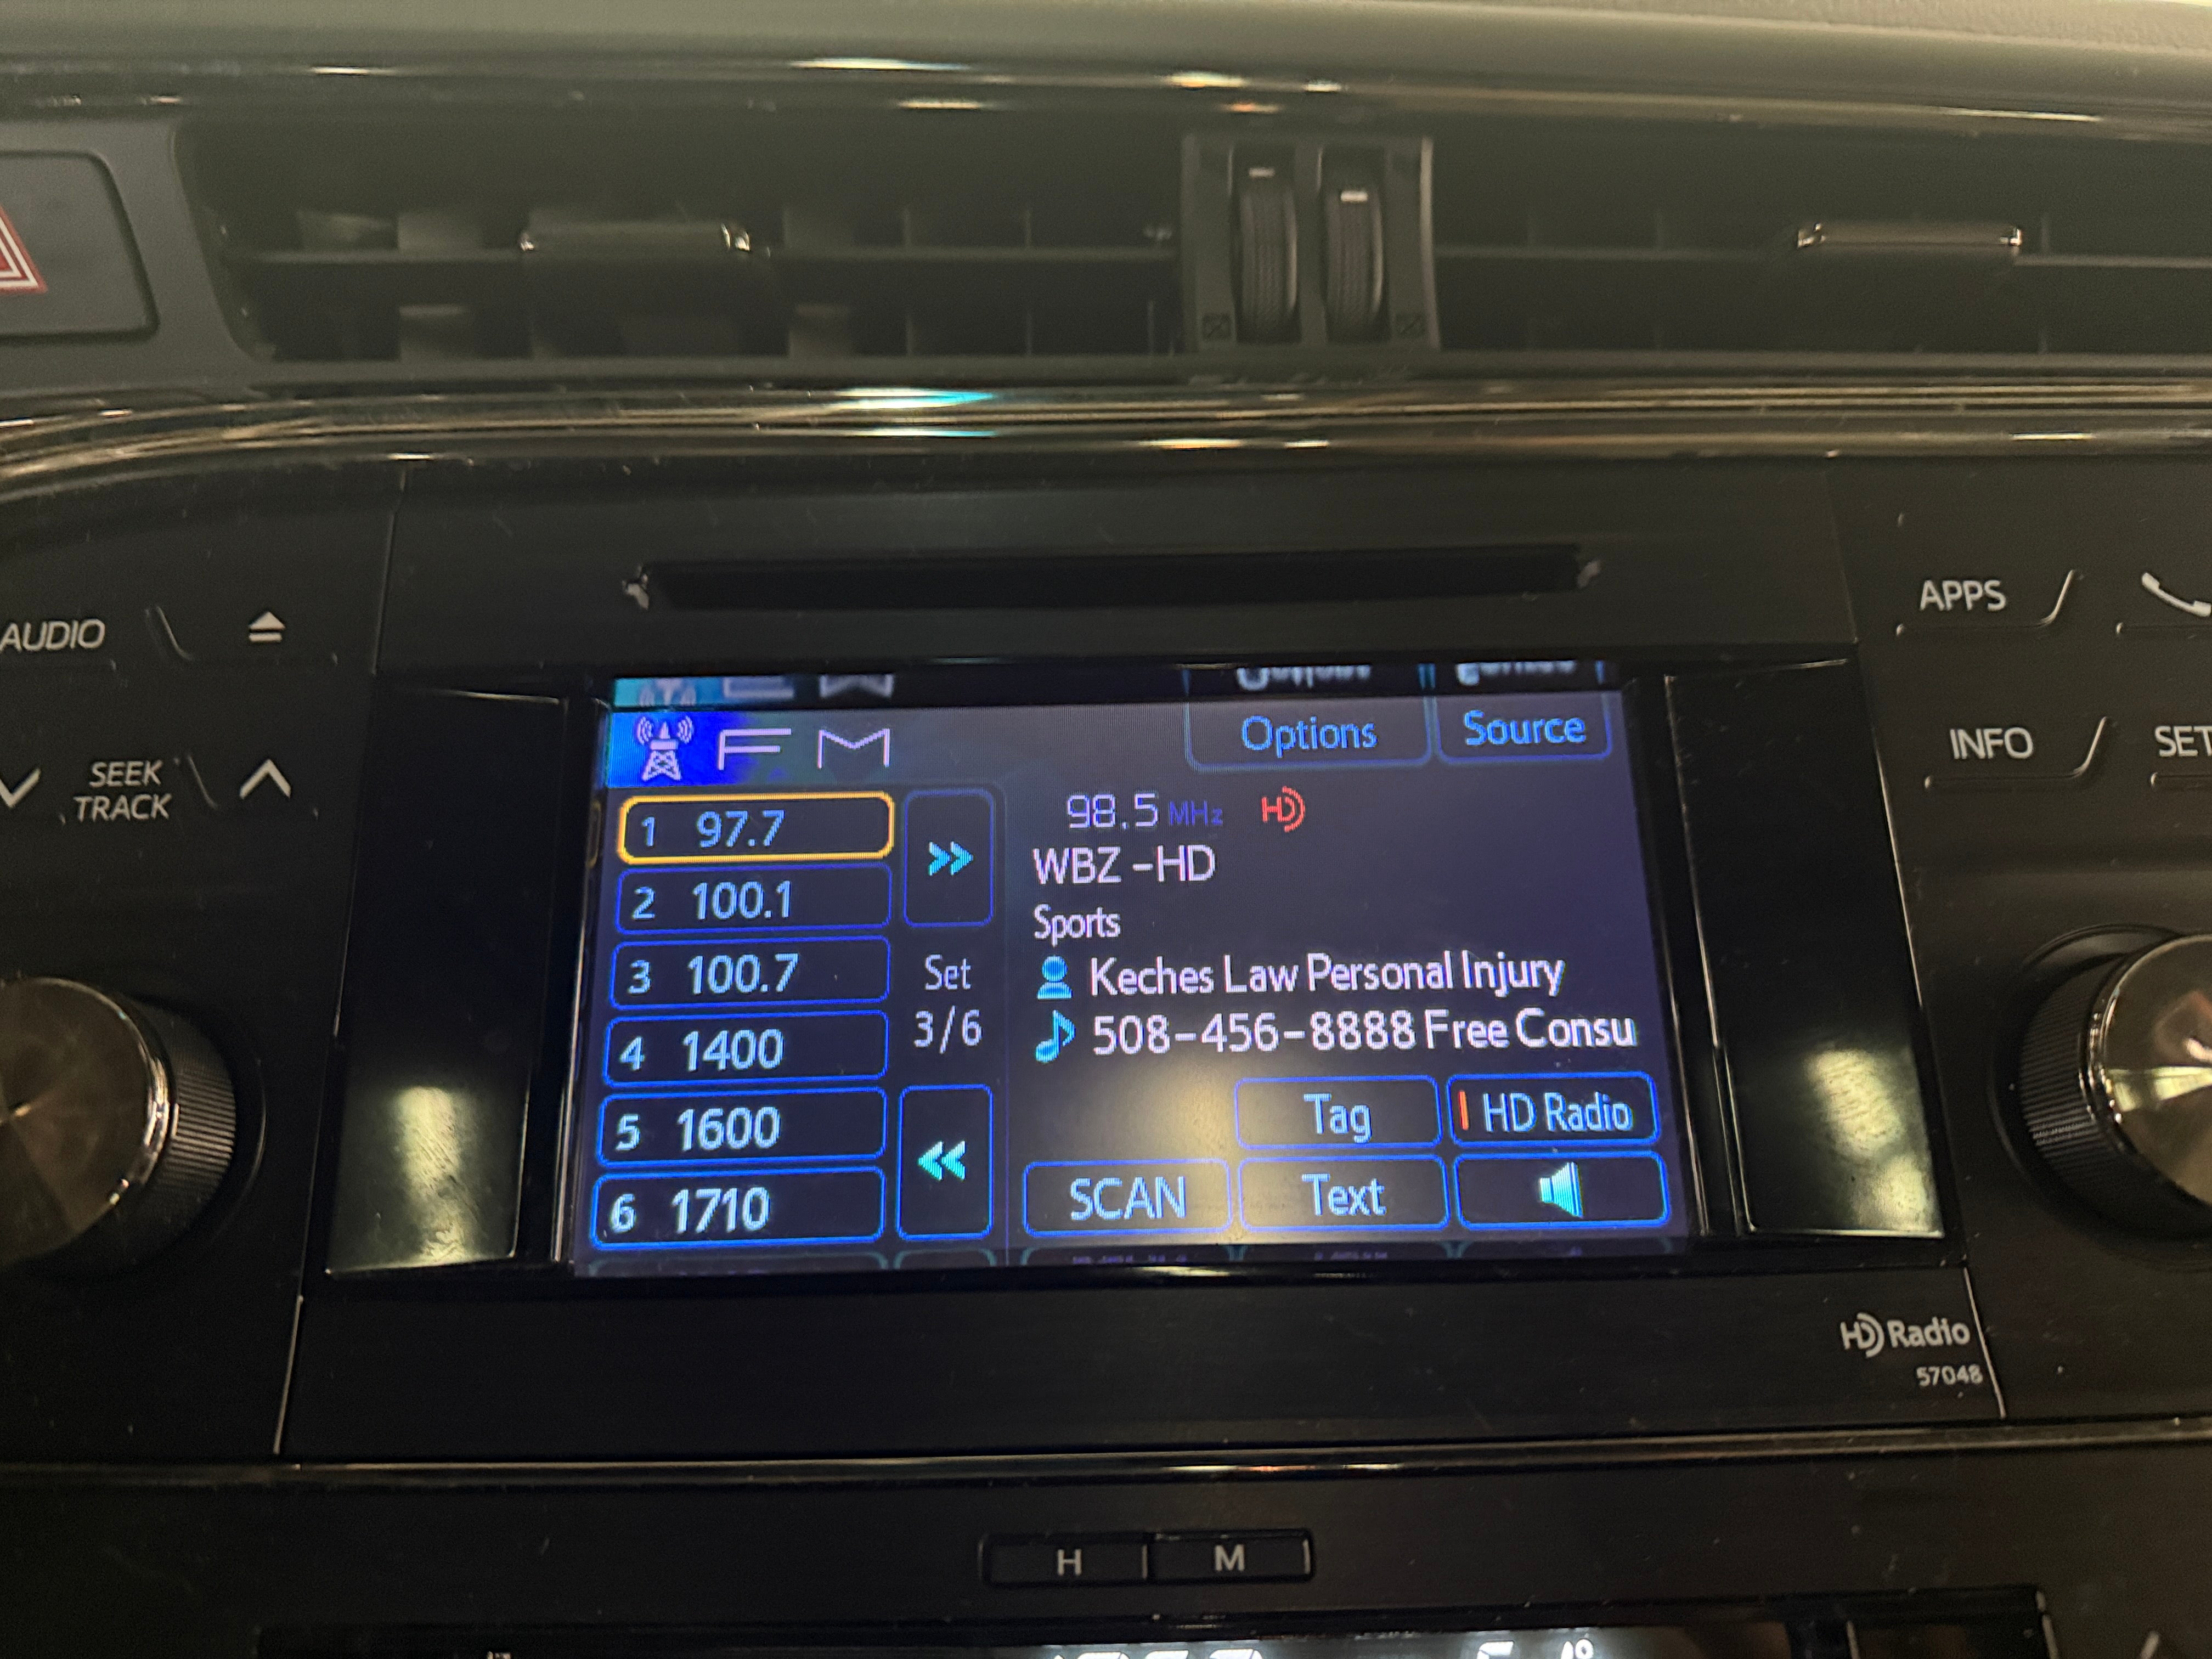 AUDIO
APPS
SEEK
TRACK
INFO
SET
FM
Options
Source
1 97.7
2 100.1
3 100.7
4 1400
5 1600
6 1710
Set
3/6
98.5 MHz HD
WBZ -HD
Sports
Keches Law Personal Injury
508-456-8888 Free Consu
Tag
HD Radio
SCAN
Text
HD Radio
57048
H
M